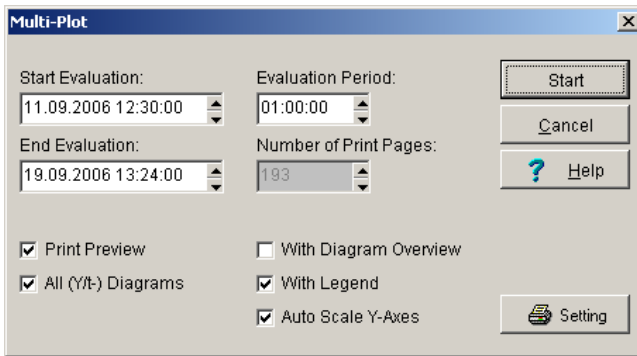 Multi-Plot
Start Evaluation:
11.09.2006 12:30:00
Evaluation Period:
01:00:00
Start
Cancel
End Evaluation:
19.09.2006 13:24:00
Number of Print Pages:
193
? Help
Print Preview
With Diagram Overview
All (Y/t-) Diagrams
With Legend
Auto Scale Y-Axes
Setting